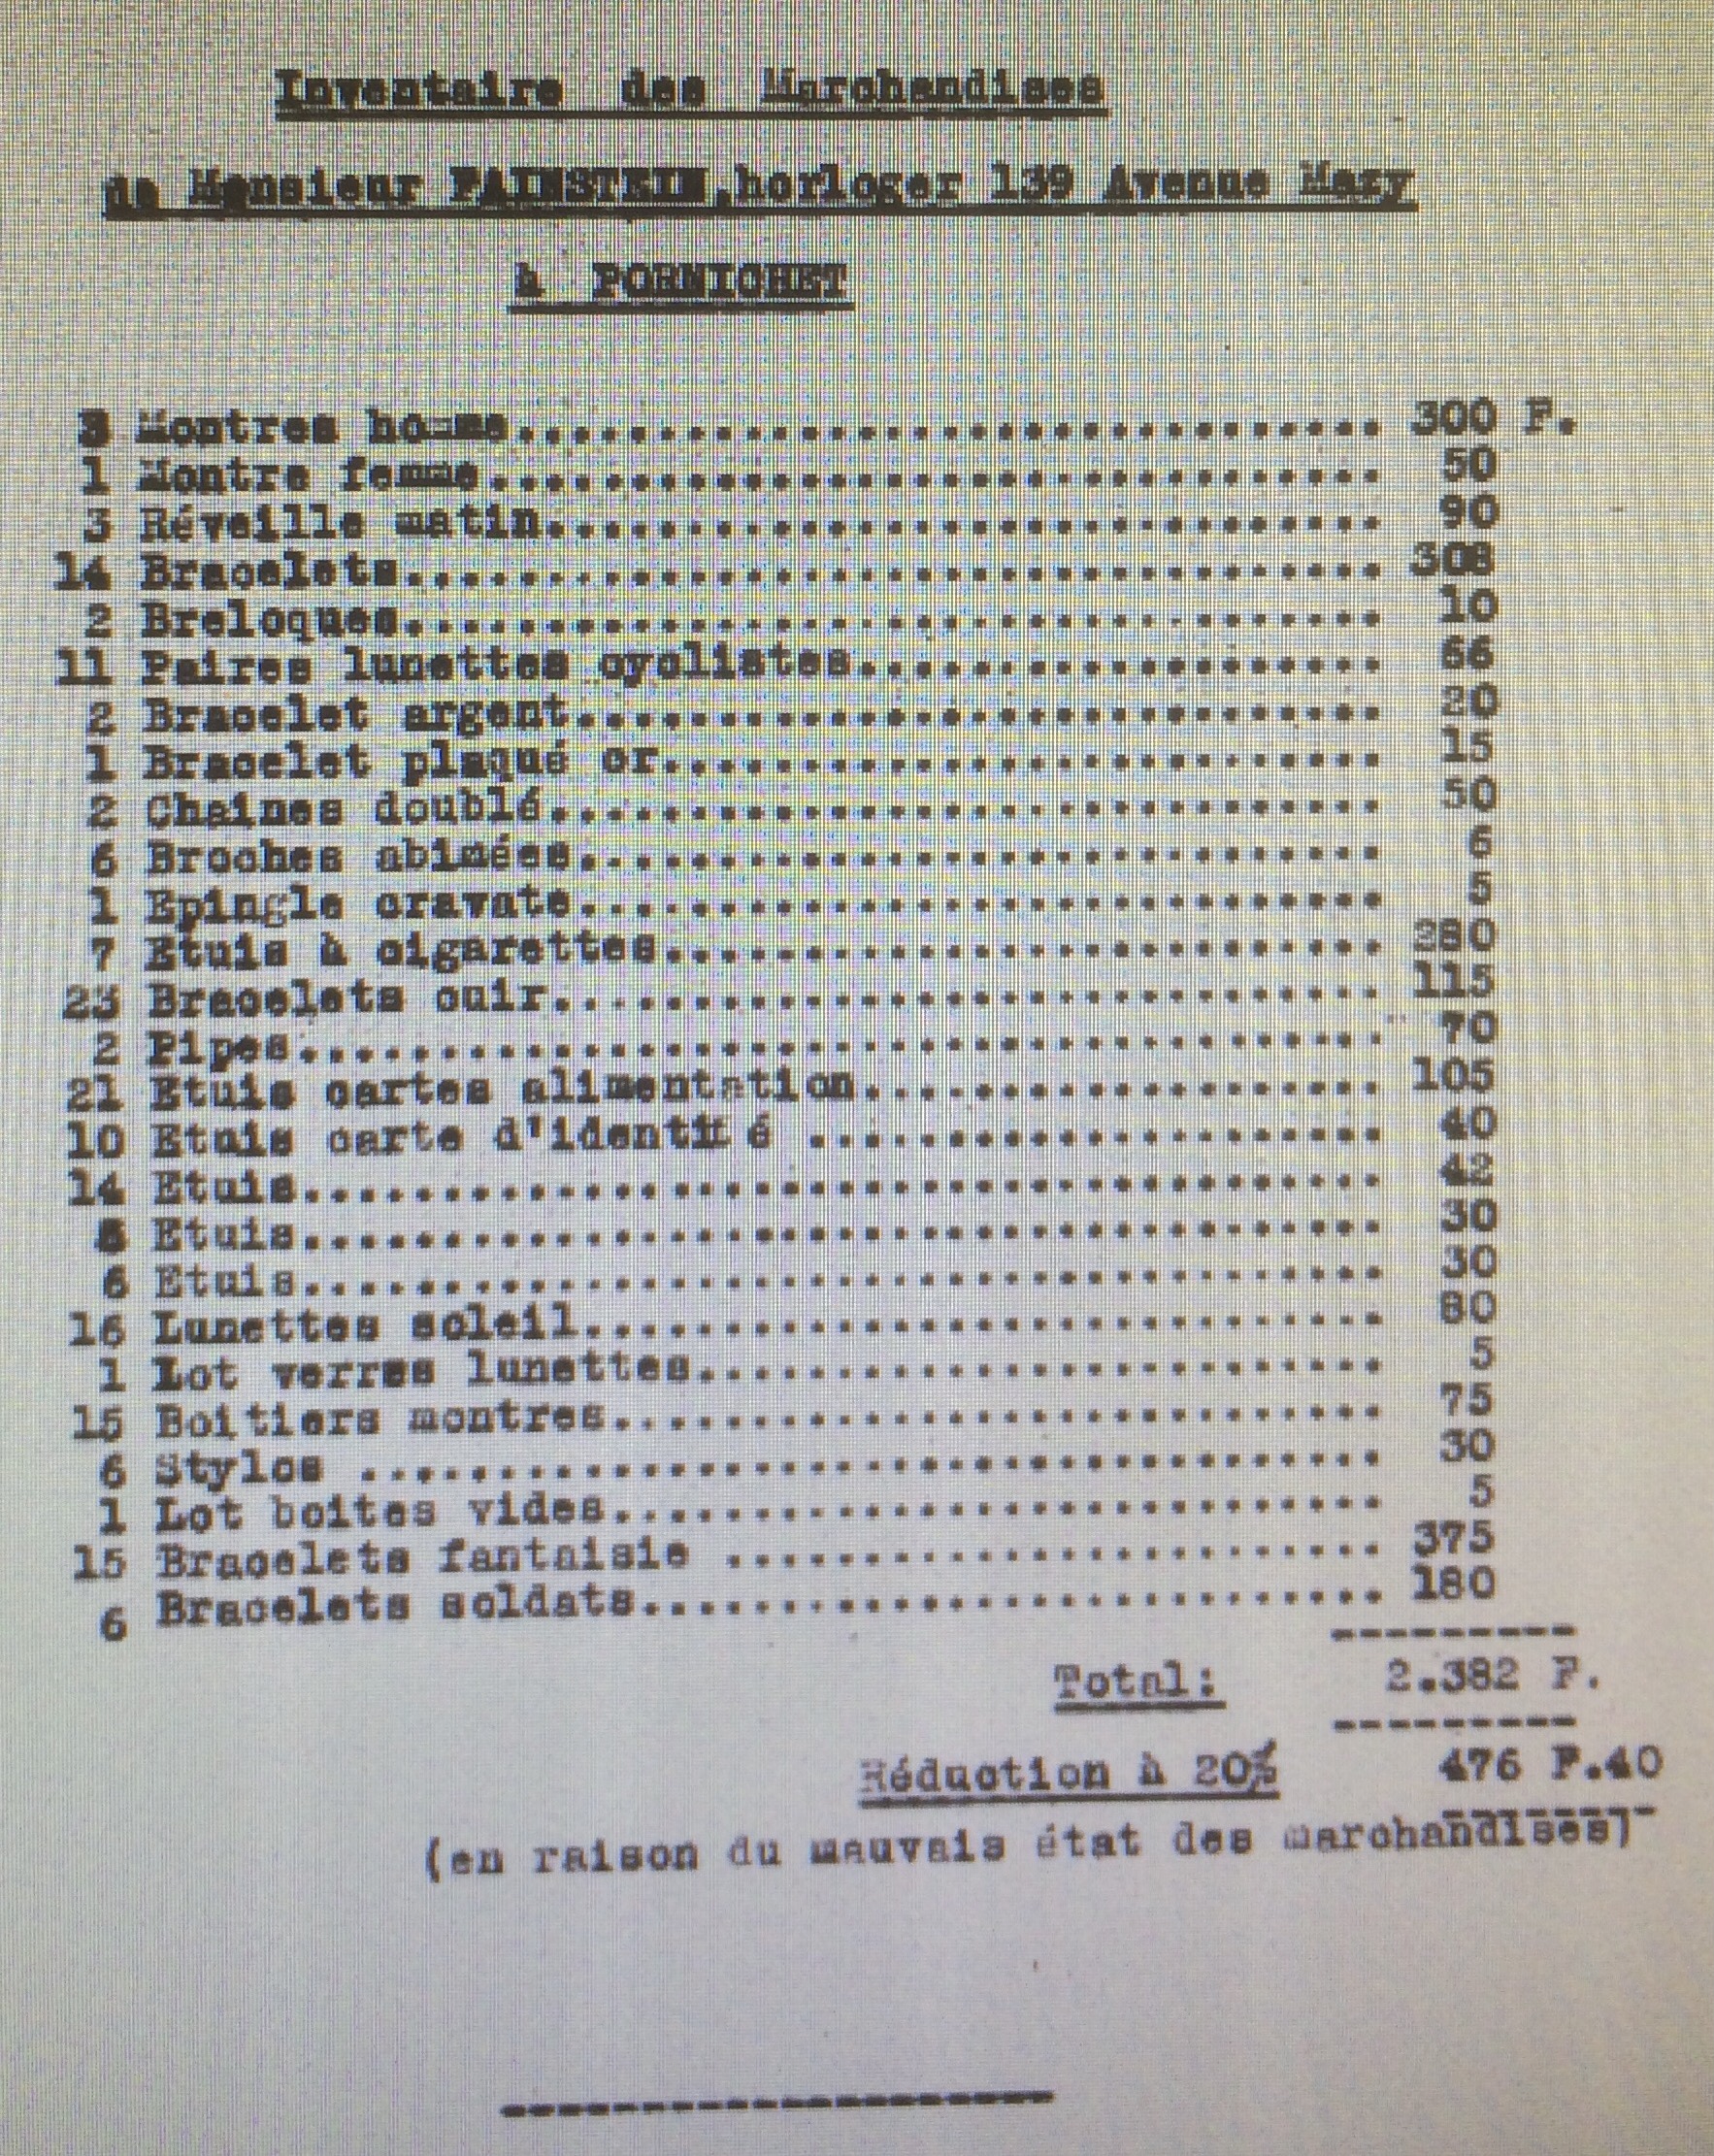 Inventaire des Marchandises
de Monsieur FAINSTEIN,horloger 139 Avenue Mazy
à PORNICHET
3 Montres homme........................................ 300 F.
1 Montre femme........................................ 50
3 Réveille matin........................................ 90
14 Bracelets........................................ 308
2 Breloques........................................ 10
11 Paires lunettes cyclistes........................................ 66
2 Bracelet argent........................................ 20
1 Bracelet plaqué or........................................ 15
2 Chaines doublé........................................ 50
6 Broches abimées........................................ 6
1 Epingle cravate........................................ 5
7 Etuis à cigarettes........................................ 280
23 Bracelets cuir........................................ 115
2 Pipes........................................ 70
21 Etuis cartes alimentation........................................ 105
10 Etuis carte d'identité ........................................ 40
14 Etuis........................................ 42
Etuis........................................ 30
6 Etuis........................................ 30
16 Lunettes soleil........................................ 80
1 Lot verres lunettes........................................ 5
15 Boitiers montres........................................ 75
6 Stylos ........................................ 30
1 Lot boites vides........................................ 5
15 Bracelets fantaisie ........................................ 375
6 Bracelets soldats........................................ 180
Total: 2.382 F.
Réduction à 20% 476 F.40
(en raison du mauvais état des marchandises)